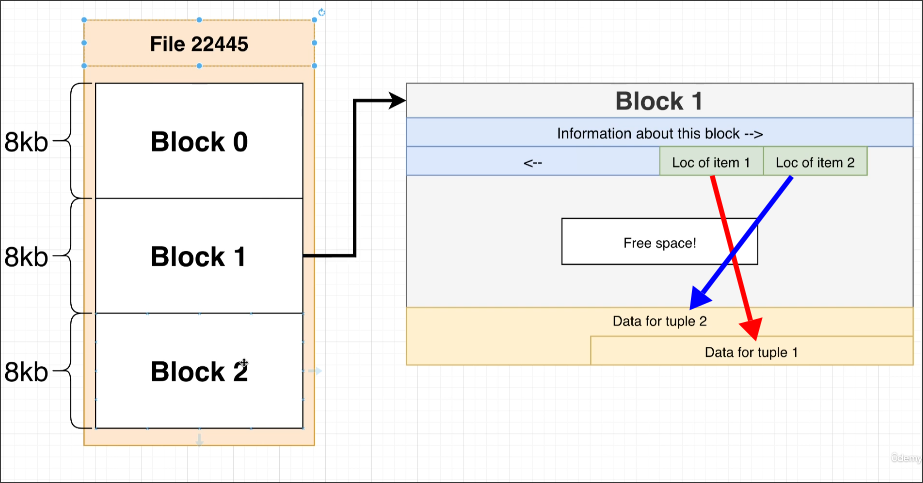 File 22445
8kb
Block 0
8kb
Block 1
8kb
Block 2
Block 1
Information about this block -->
<--
Loc of item 1
Loc of item 2
Free space!
Data for tuple 2
Data for tuple 1
Udemy